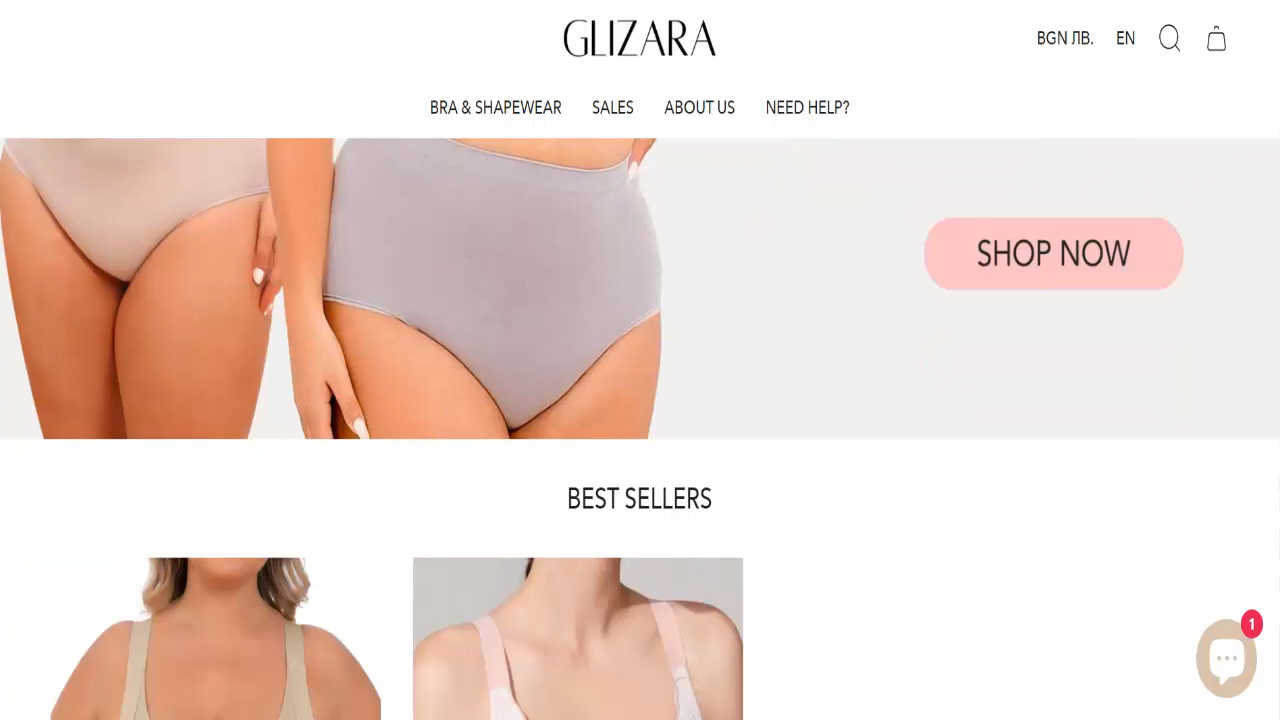 GLIZARA
BGN ЛВ. EN
BRA & SHAPEWEAR SALES ABOUT US NEED HELP?
SHOP NOW
BEST SELLERS
1